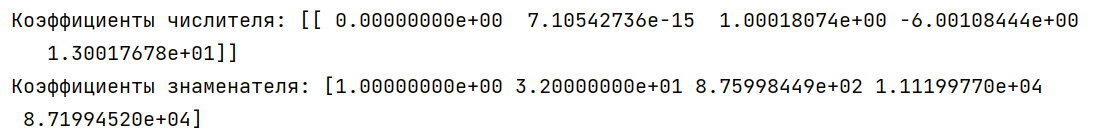 Коэффициенты числителя: [[ 0.00000000e+00  7.10542736e-15  1.00018074e+00 -6.00108444e+00
   1.30017678e+01]]
Коэффициенты знаменателя: [1.00000000e+00 3.20000000e+01 8.75998449e+02 1.11199770e+04
 8.71994520e+04]